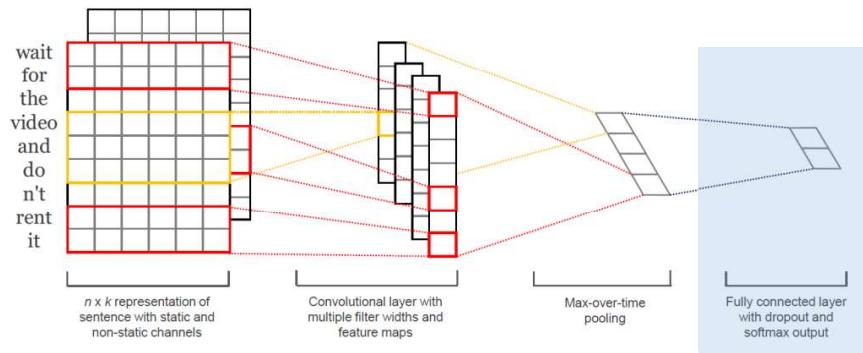 wait
for
the
video
and
do
n't
rent
it
n x k representation of
sentence with static and
non-static channels
Convolutional layer with
multiple filter widths and
feature maps
Max-over-time
pooling
Fully connected layer
with dropout and
softmax output